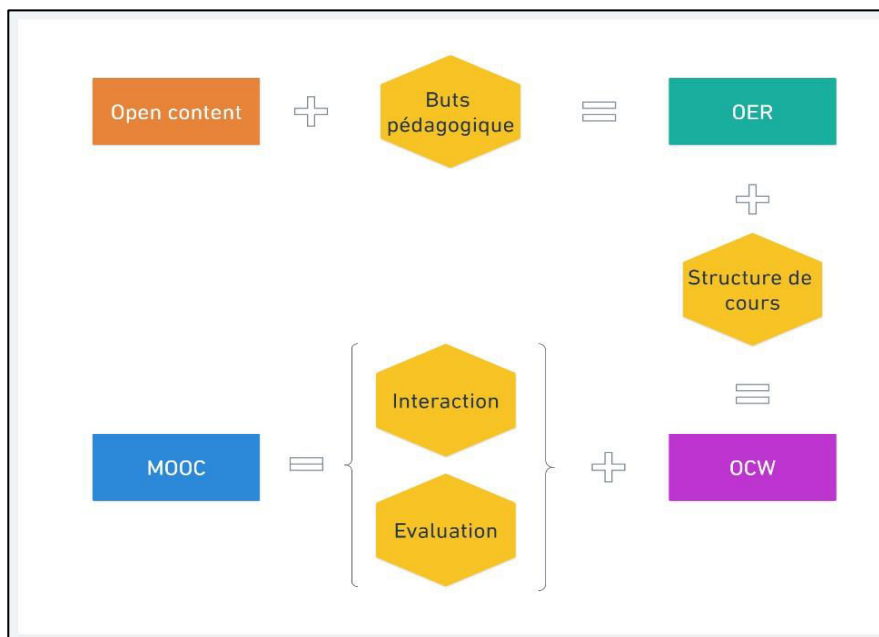 Open content
Buts
pédagogique
OER
Structure de
cours
Interaction
MOOC
OCW
Evaluation